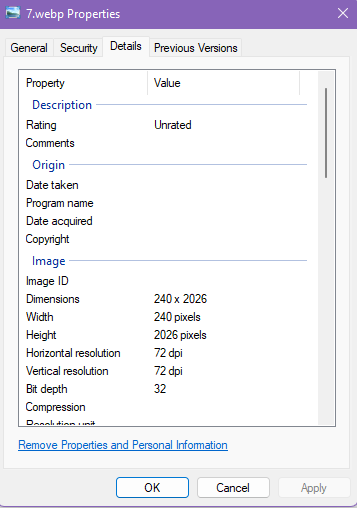 7.webp Properties
General Security Details Previous Versions
Property Value
Description
Rating Unrated
Comments
Origin
Date taken
Program name
Date acquired
Copyright
Image
Image ID
Dimensions 240 x 2026
Width 240 pixels
Height 2026 pixels
Horizontal resolution 72 dpi
Vertical resolution 72 dpi
Bit depth 32
Compression
Resolution unit
Remove Properties and Personal Information
OK Cancel Apply